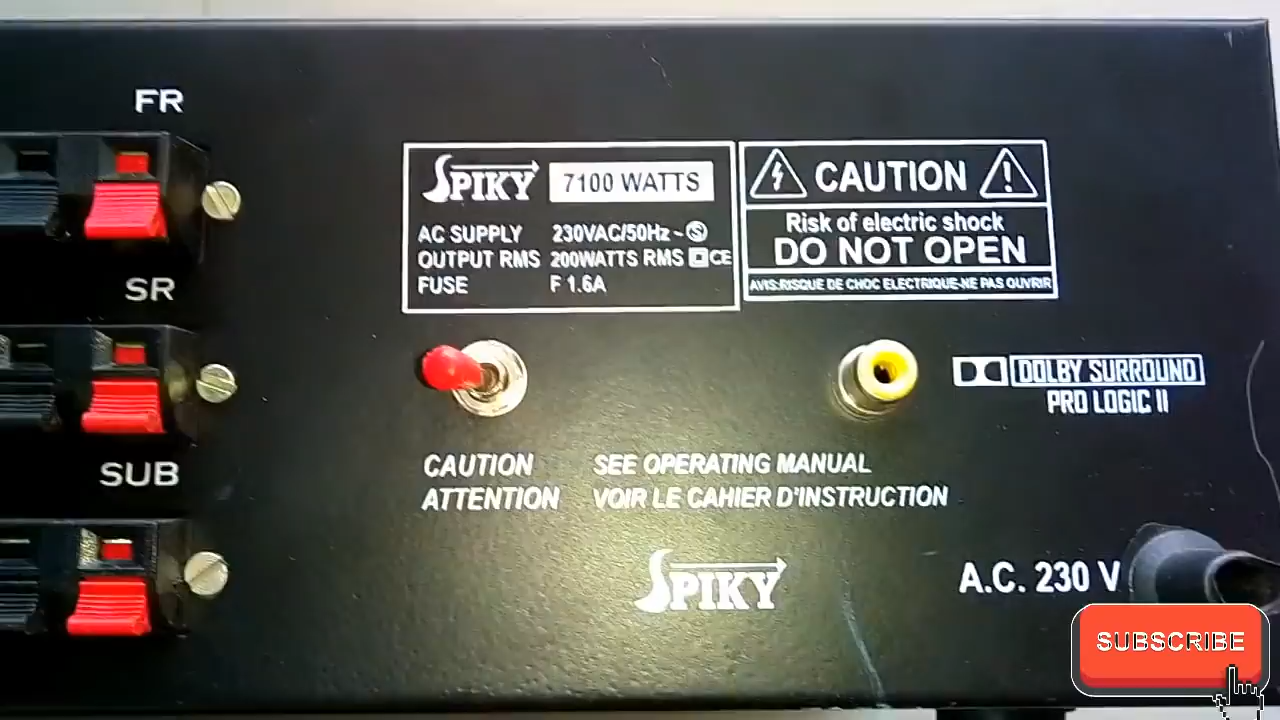 FR
SR
SUB
SPIKY 7100 WATTS
AC SUPPLY 230VAC/50Hz ~ S
OUTPUT RMS 200WATTS RMS CE
FUSE F 1.6A
CAUTION
Risk of electric shock
DO NOT OPEN
AVIS:RISQUE DE CHOC ELECTRIQUE-NE PAS OUVRIR
DOLBY SURROUND
PRO LOGIC II
CAUTION SEE OPERATING MANUAL
ATTENTION VOIR LE CAHIER D'INSTRUCTION
SPIKY
A.C. 230 V
SUBSCRIBE